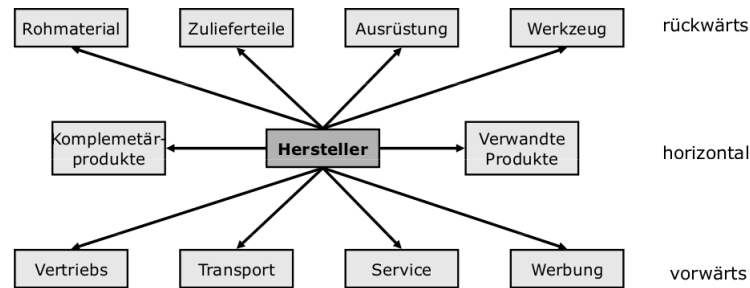 Rohmaterial
Zulieferteile
Ausrüstung
Werkzeug
rückwärts
Komplemetär-
produkte
Hersteller
Verwandte
Produkte
horizontal
Vertriebs
Transport
Service
Werbung
vorwärts